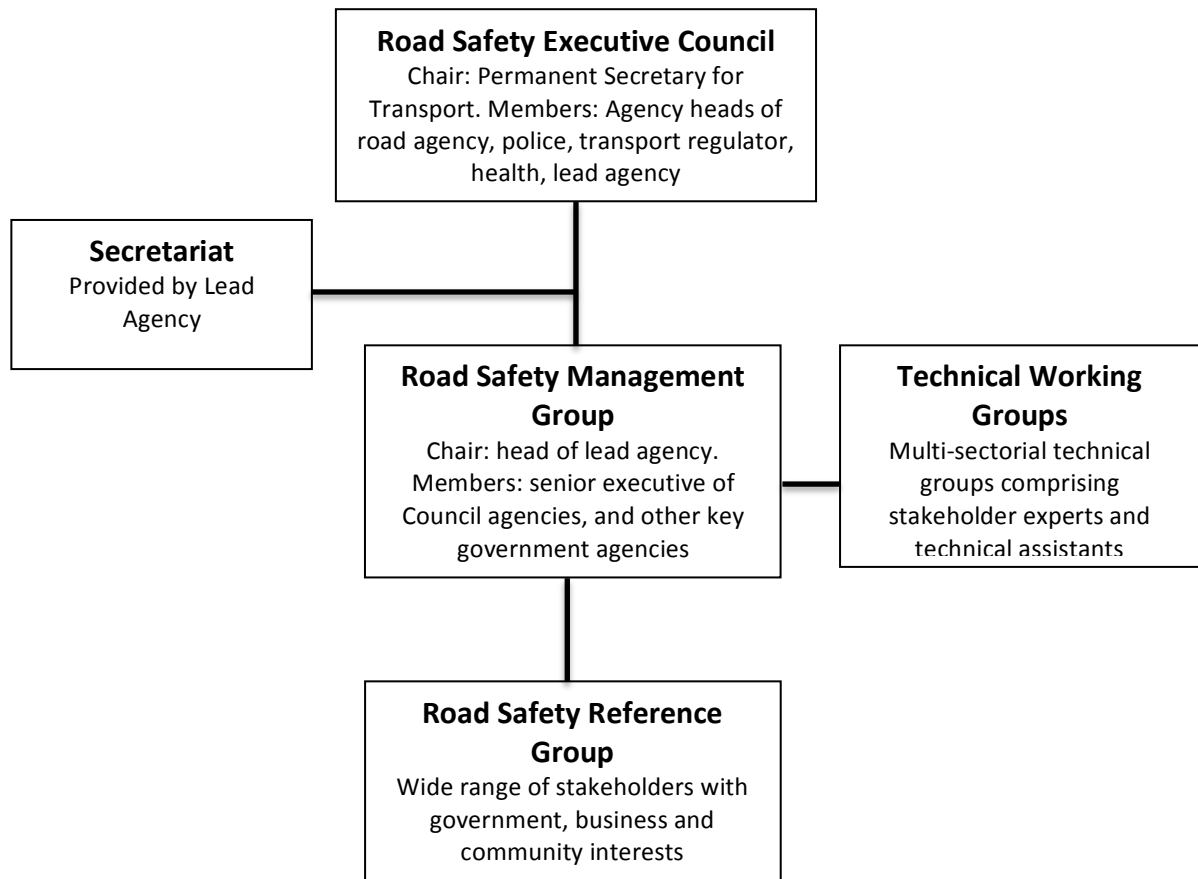 Road Safety Executive Council
Chair: Permanent Secretary for
Transport. Members: Agency heads of
road agency, police, transport regulator,
health, lead agency
Secretariat
Provided by Lead
Agency
Road Safety Management
Group
Chair: head of lead agency.
Members: senior executive of
Council agencies, and other key
government agencies
Technical Working
Groups
Multi-sectorial technical
groups comprising
stakeholder experts and
technical assistants
Road Safety Reference
Group
Wide range of stakeholders with
government, business and
community interests